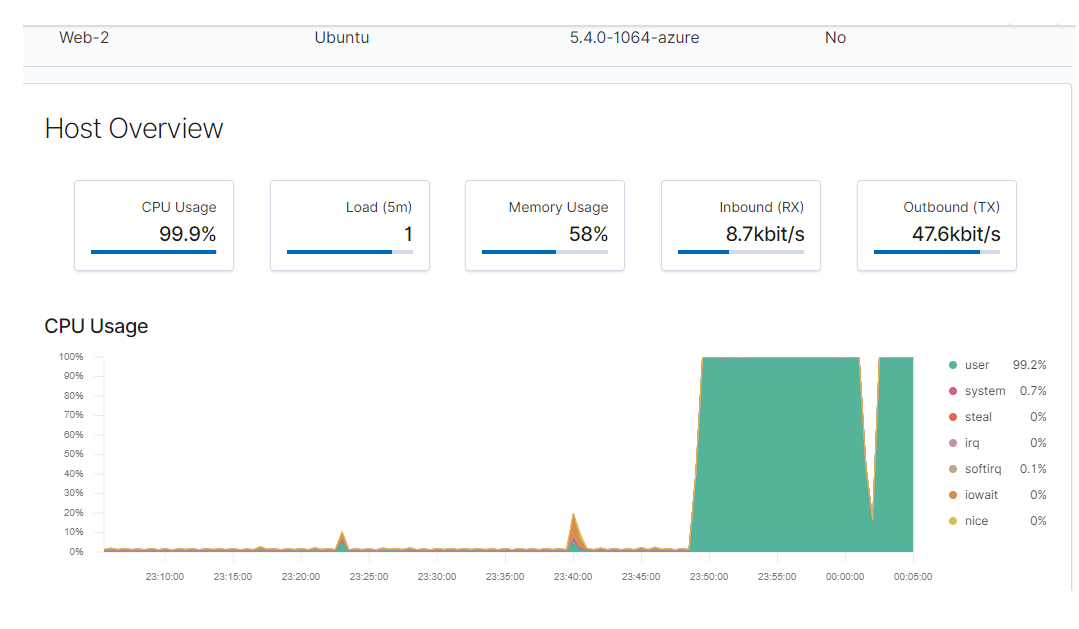 Web-2 Ubuntu 5.4.0-1064-azure No
Host Overview
CPU Usage Load (5m) Memory Usage Inbound (RX) Outbound (TX)
99.9% 1 58% 8.7kbit/s 47.6kbit/s
CPU Usage
100%
90%
80%
70%
60%
50%
40%
30%
20%
10%
0%
23:10:00 23:15:00 23:20:00 23:25:00 23:30:00 23:35:00 23:40:00 23:45:00 23:50:00 23:55:00 00:00:00 00:05:00
user 99.2%
system 0.7%
steal 0%
irq 0%
softirq 0.1%
iowait 0%
nice 0%